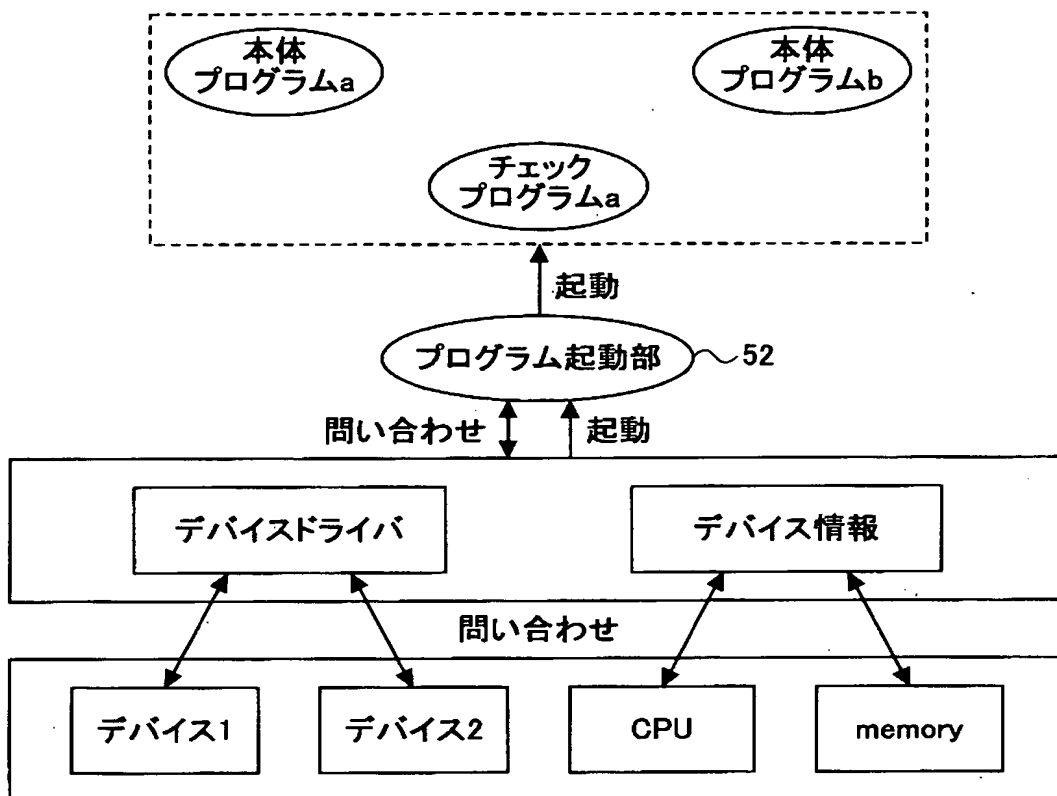 本体
プログラムa
本体
プログラムb
チェック
プログラムa
起動
プログラム起動部
52
問い合わせ
起動
デバイスドライバ
デバイス情報
問い合わせ
デバイス1
デバイス2
CPU
memory